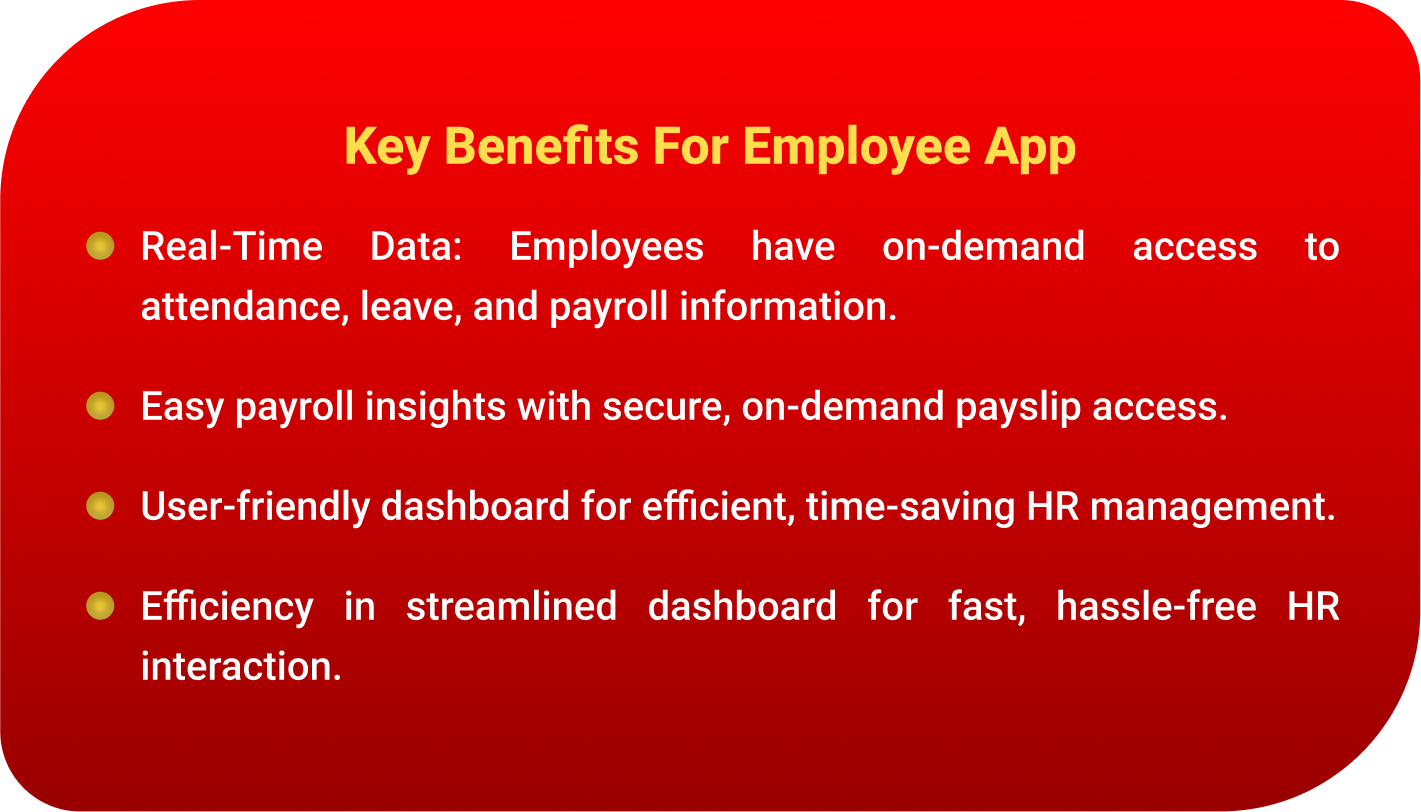 Key Benefits For Employee App
Real-Time Data: Employees have on-demand access to
attendance, leave, and payroll information.
Easy payroll insights with secure, on-demand payslip access.
User-friendly dashboard for efficient, time-saving HR management.
Efficiency in streamlined dashboard for fast, hassle-free HR
interaction.